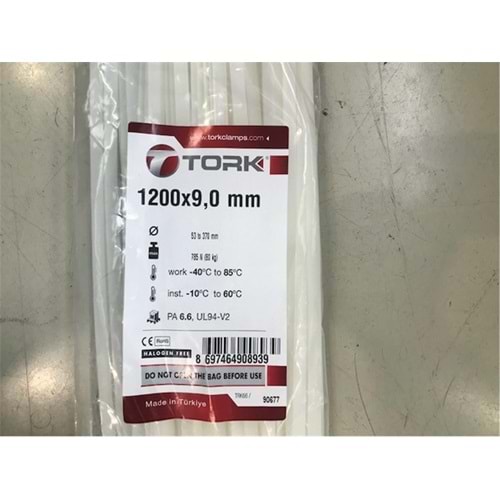 www.torkclamps.com
TORK
1200x9,0 mm
Ø 53 to 370 mm
785 N (80 kg)
work -40°C to 85°C
inst. -10°C to 60°C
PA 6.6, UL94-V2
CE RoHS
HALOGEN FREE
8 697464 908939
DO NOT OPEN THE BAG BEFORE USE
Made in Türkiye
90677